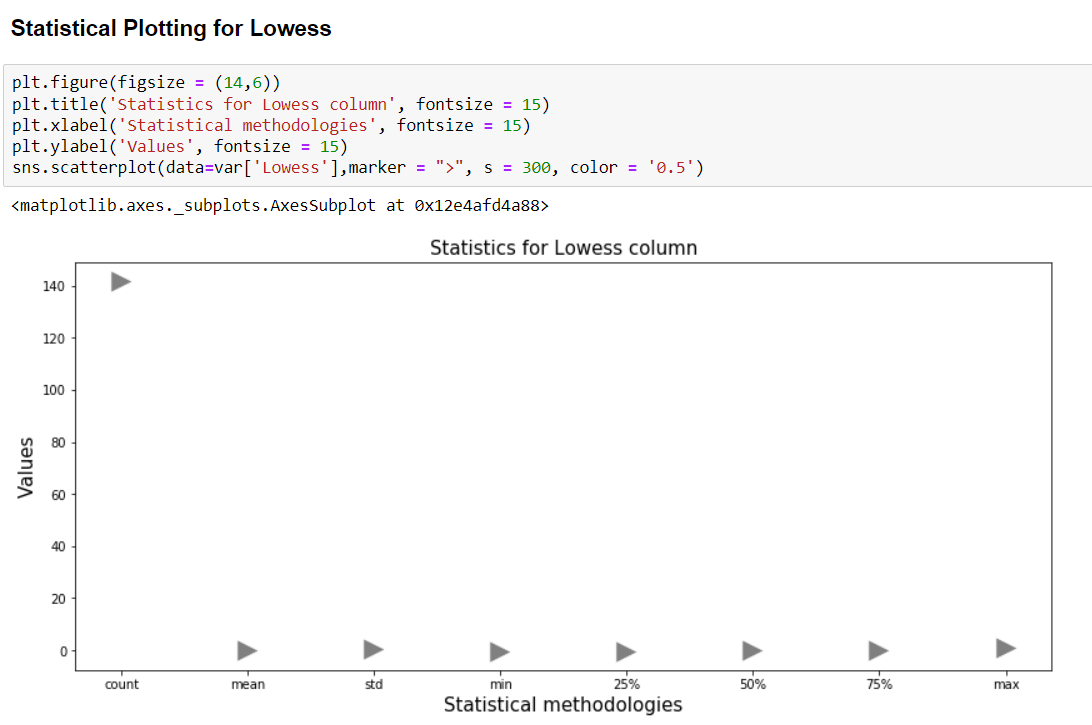 Statistical Plotting for Lowess
plt.figure(figsize = (14,6))
plt.title('Statistics for Lowess column', fontsize = 15)
plt.xlabel('Statistical methodologies', fontsize = 15)
plt.ylabel('Values', fontsize = 15)
sns.scatterplot(data=var['Lowess'],marker = ">", s = 300, color = '0.5')
<matplotlib.axes._subplots.AxesSubplot at 0x12e4afd4a88>
Statistics for Lowess column
140
120
100
80
60
40
20
0
Values
count mean std min 25% 50% 75% max
Statistical methodologies